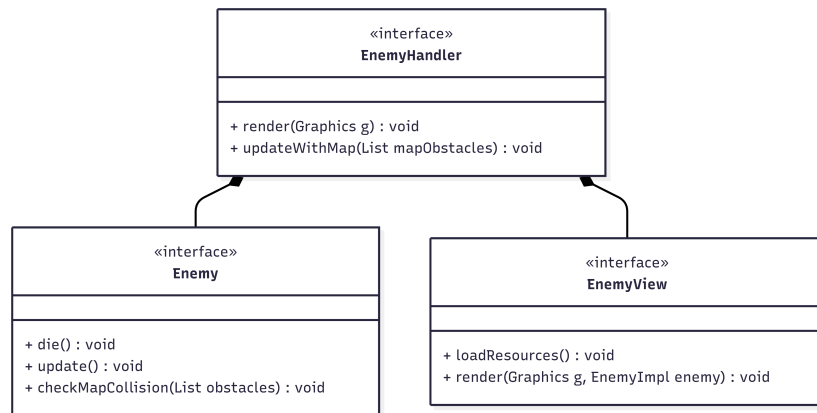 «interface»
EnemyHandler
+ render(Graphics g) : void
+ updateWithMap(List mapObstacles) : void
«interface»
Enemy
+ die() : void
+ update() : void
+ checkMapCollision(List obstacles) : void
«interface»
EnemyView
+ loadResources() : void
+ render(Graphics g, EnemyImpl enemy) : void